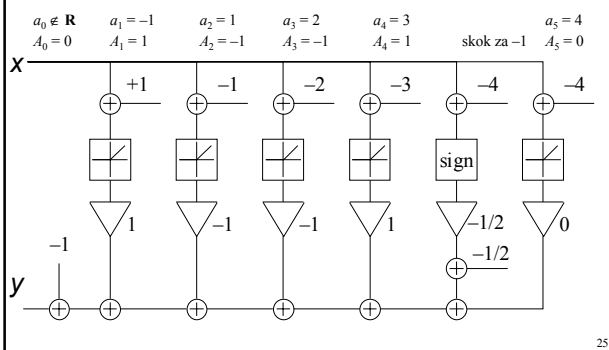 a₀ ∉ R a₁ = –1 a₂ = 1 a₃ = 2 a₄ = 3 a₅ = 4
A₀ = 0 A₁ = 1 A₂ = –1 A₃ = –1 A₄ = 1 skok za –1 A₅ = 0
x
+1 –1 –2 –3 –4 –4
sign
1 –1 –1 1 –1/2 0
–1 –1/2
y
25